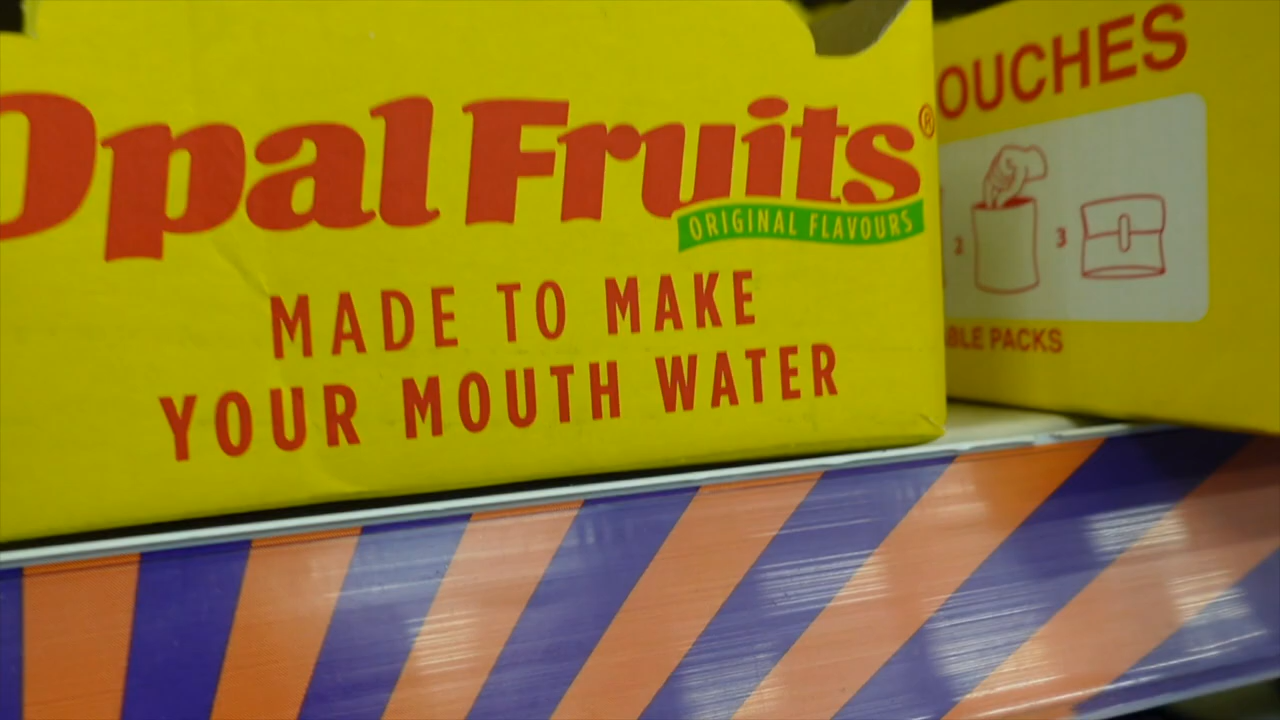 Opal Fruits®
ORIGINAL FLAVOURS
MADE TO MAKE
YOUR MOUTH WATER
OUCHES
2
3
BLE PACKS